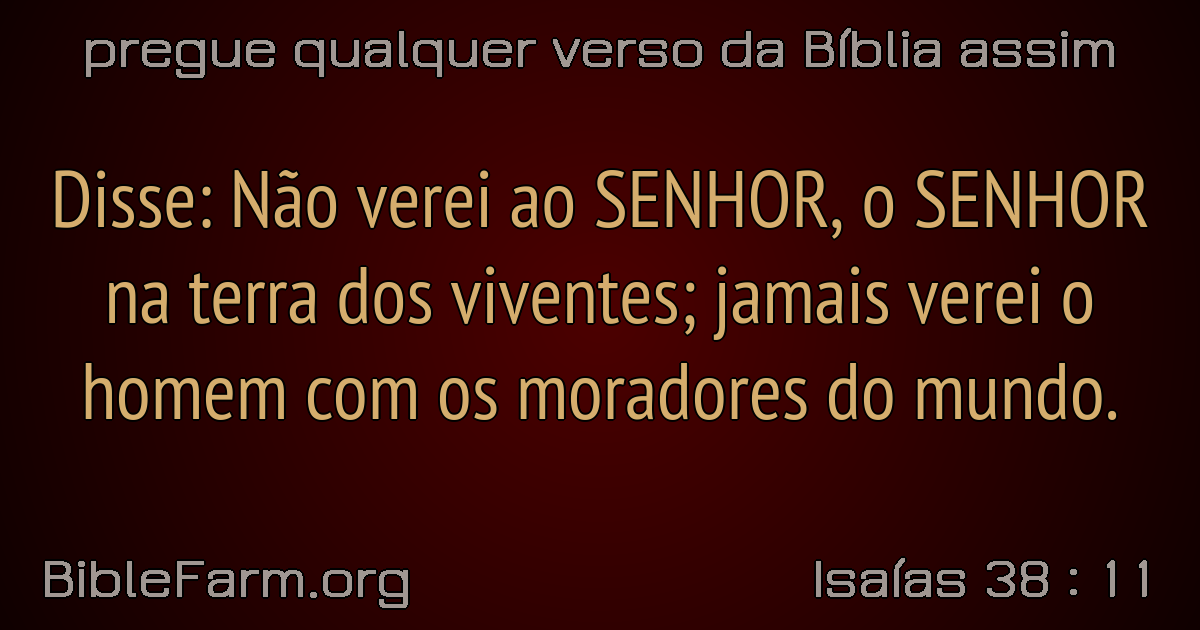 pregue qualquer verso da Bíblia assim
Disse: Não verei ao SENHOR, o SENHOR
na terra dos viventes; jamais verei o
homem com os moradores do mundo.
BibleFarm.org
Isaías 38 : 11